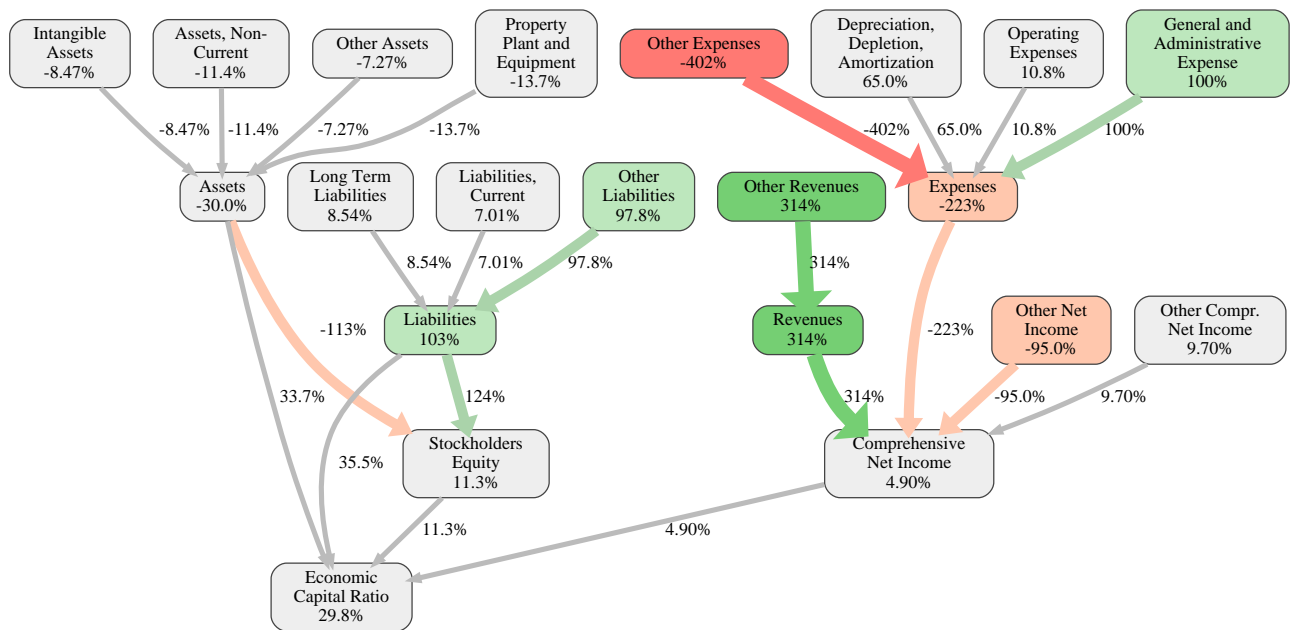 Intangible
Assets
-8.47%
Assets, Non-
Current
-11.4%
Other Assets
-7.27%
Property
Plant and
Equipment
-13.7%
Other Expenses
-402%
Depreciation,
Depletion,
Amortization
65.0%
Operating
Expenses
10.8%
General and
Administrative
Expense
100%
-8.47%
-11.4%
-7.27%
-13.7%
-402%
65.0%
10.8%
100%
Assets
-30.0%
Long Term
Liabilities
8.54%
Liabilities,
Current
7.01%
Other
Liabilities
97.8%
Other Revenues
314%
Expenses
-223%
8.54%
7.01%
97.8%
314%
Liabilities
103%
Revenues
314%
Other Net
Income
-95.0%
Other Compr.
Net Income
9.70%
-113%
-223%
33.7%
124%
314%
-95.0%
9.70%
Stockholders
Equity
11.3%
Comprehensive
Net Income
4.90%
35.5%
11.3%
4.90%
Economic
Capital Ratio
29.8%